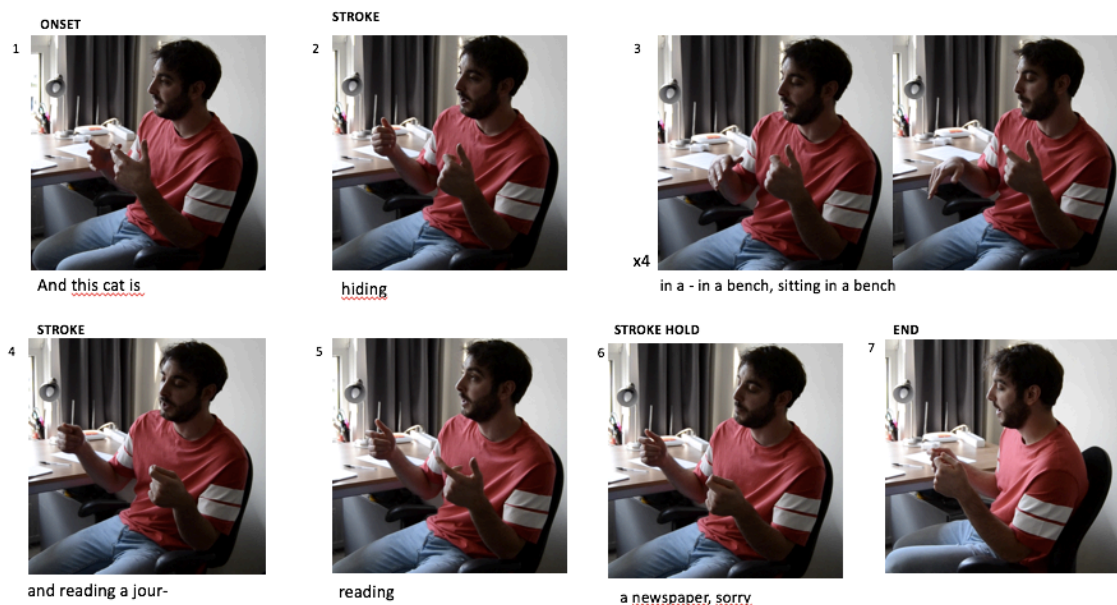 ONSET
STROKE
1
2
3
x4
And this cat is
hiding
in a - in a bench, sitting in a bench
STROKE
STROKE HOLD
END
4
5
6
7
and reading a jour-
reading
a newspaper, sorry